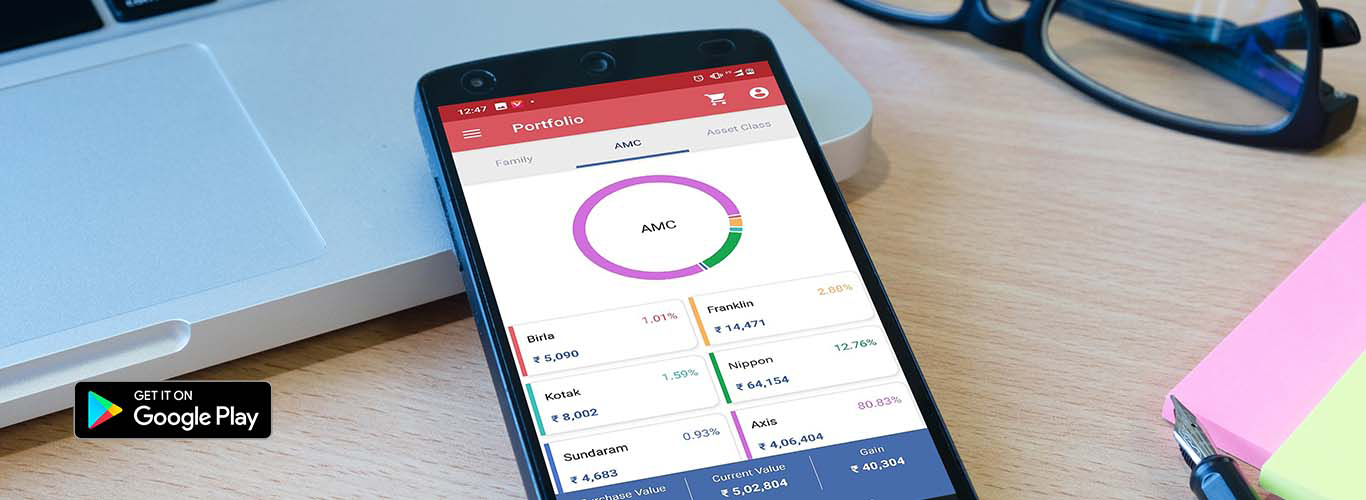 12:47
Portfolio
Family
AMC
Asset Class
AMC
Birla
1.01%
₹ 5,090
Franklin
2.88%
₹ 14,471
Kotak
1.59%
₹ 8,002
Nippon
12.76%
₹ 64,154
Sundaram
0.93%
₹ 4,683
Axis
80.83%
₹ 4,06,404
Purchase Value
Current Value
₹ 5,02,804
Gain
₹ 40,304
GET IT ON
Google Play